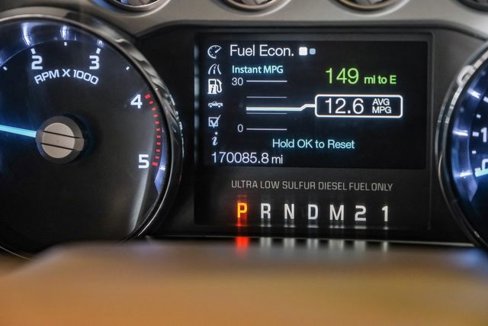 2 3
RPM X 1000
4
5
Fuel Econ.
Instant MPG
30
149 mi to E
12.6 AVG MPG
0
Hold OK to Reset
170085.8 mi
ULTRA LOW SULFUR DIESEL FUEL ONLY
P R N D M 2 1